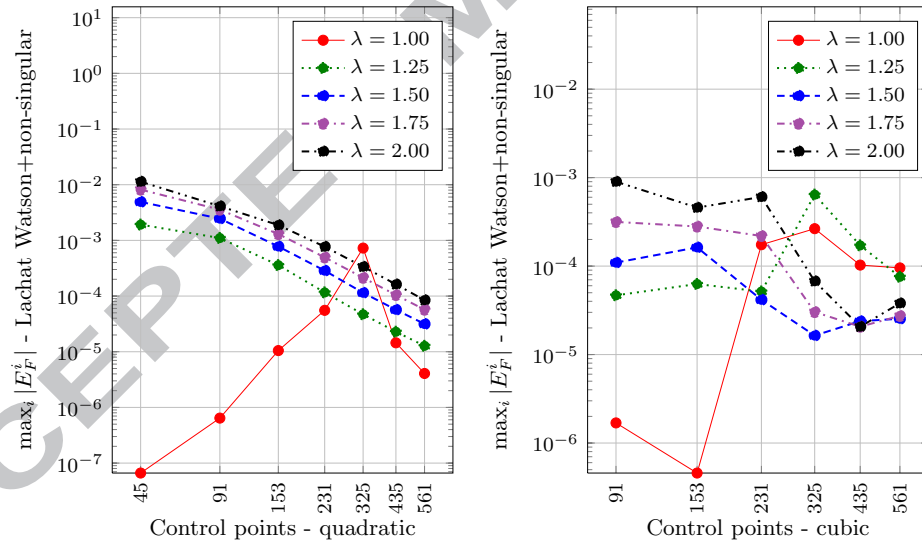 10^1
10^0
10^-1
10^-2
10^-3
10^-4
10^-5
10^-6
10^-7
max_i |E_F^i| - Lachat Watson+non-singular
λ = 1.00
λ = 1.25
λ = 1.50
λ = 1.75
λ = 2.00
45
91
153
231
325
435
561
Control points - quadratic
10^-2
10^-3
10^-4
10^-5
10^-6
max_i |E_F^i| - Lachat Watson+non-singular
λ = 1.00
λ = 1.25
λ = 1.50
λ = 1.75
λ = 2.00
91
153
231
325
435
561
Control points - cubic
CEPTE
M